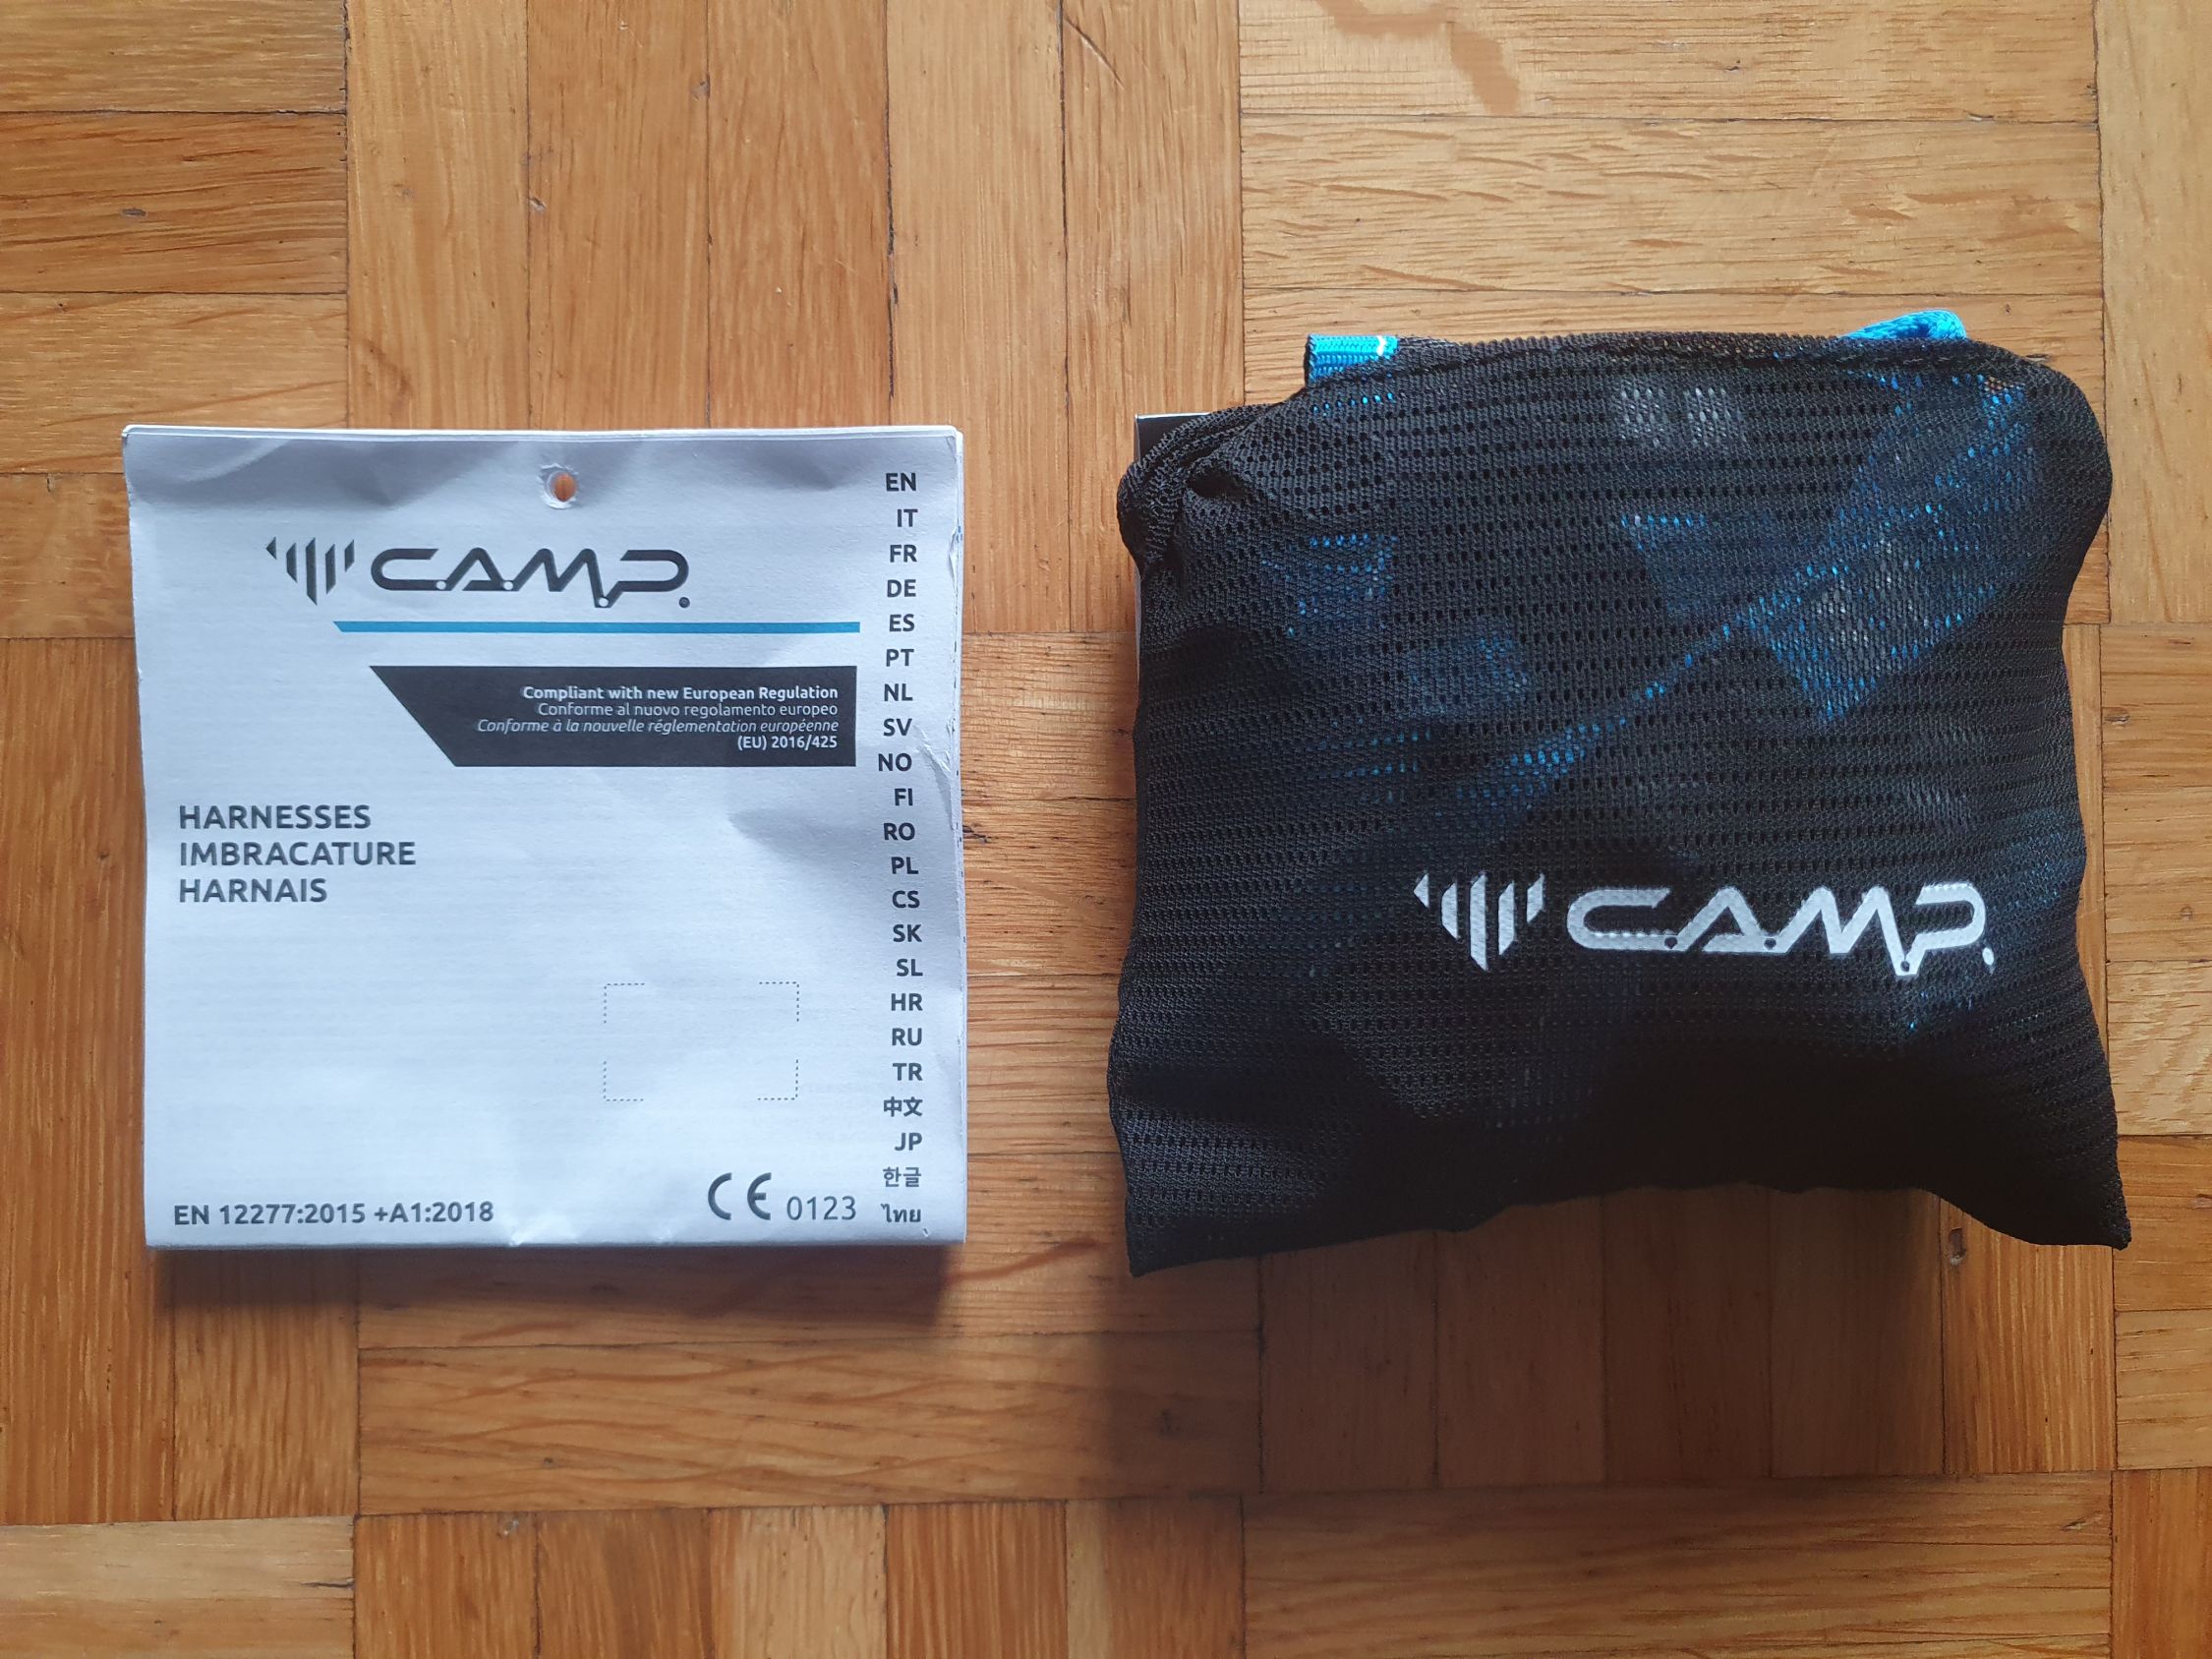 C.A.M.P.
Compliant with new European Regulation
Conforme al nuovo regolamento europeo
Conforme à la nouvelle réglementation européenne
(EU) 2016/425
HARNESSES
IMBRACATURE
HARNAIS
EN 12277:2015 +A1:2018
CE 0123
EN
IT
FR
DE
ES
PT
NL
SV
NO
FI
RO
PL
CS
SK
SL
HR
RU
TR
中文
JP
한글
ไทย
C.A.M.P.